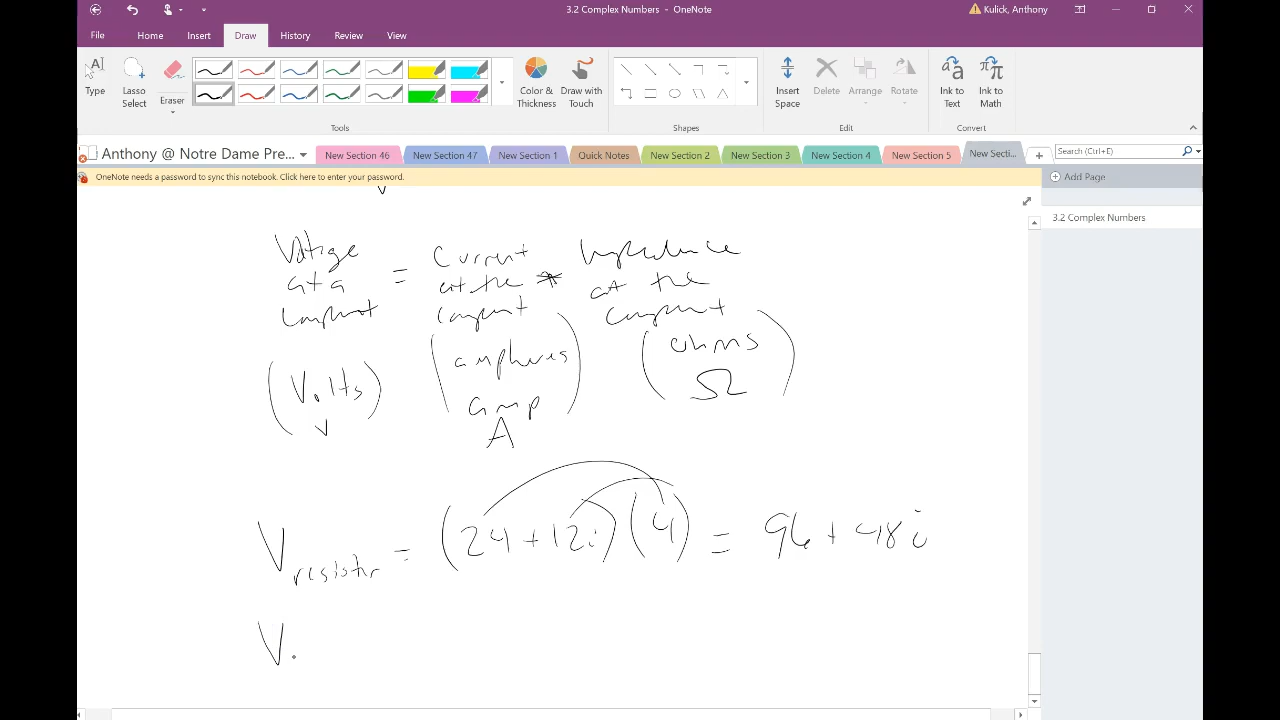 3.2 Complex Numbers - OneNote
Kulick, Anthony
File Home Insert Draw History Review View
Type
Lasso Select
Eraser
Color & Thickness
Draw with Touch
Insert Space
Delete
Arrange
Rotate
Ink to Text
Ink to Math
Tools
Shapes
Edit
Convert
Anthony @ Notre Dame Pre...
New Section 46
New Section 47
New Section 1
Quick Notes
New Section 2
New Section 3
New Section 4
New Section 5
New Secti...
Search (Ctrl+E)
OneNote needs a password to sync this notebook. Click here to enter your password.
Add Page
3.2 Complex Numbers
Voltage = Current * Impedance
at a at the at the
(Volts) (ampheres) (ohms)
V amp Ω
A
V resistor = (24 + 12i)(4) = 96 + 48i
V